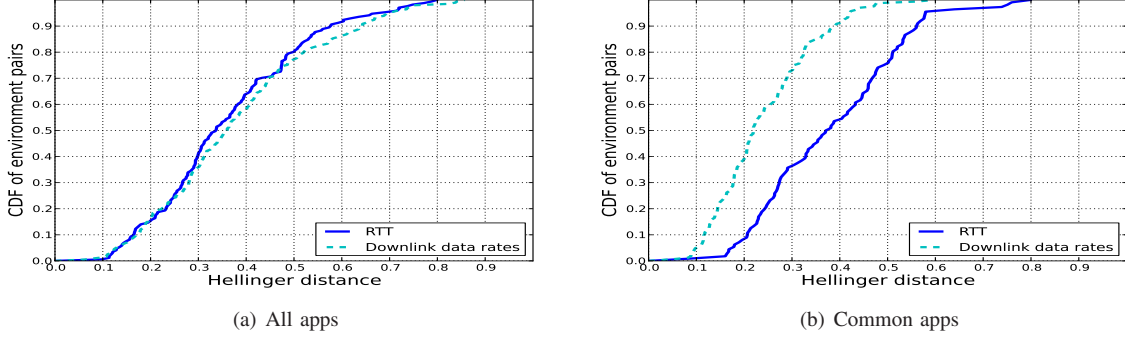 CDF of environment pairs
0.9
0.8
0.7
0.6
0.5
0.4
0.3
0.2
0.1
0.0
0.0 0.1 0.2 0.3 0.4 0.5 0.6 0.7 0.8 0.9
Hellinger distance
RTT
Downlink data rates
(a) All apps
CDF of environment pairs
0.9
0.8
0.7
0.6
0.5
0.4
0.3
0.2
0.1
0.0
0.0 0.1 0.2 0.3 0.4 0.5 0.6 0.7 0.8 0.9
Hellinger distance
RTT
Downlink data rates
(b) Common apps